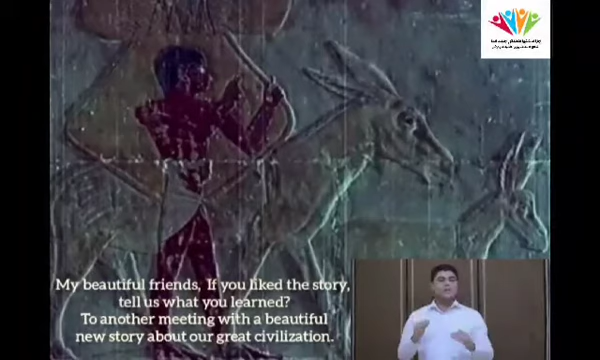 My beautiful friends, If you liked the story,
tell us what you learned?
To another meeting with a beautiful
new story about our great civilization.